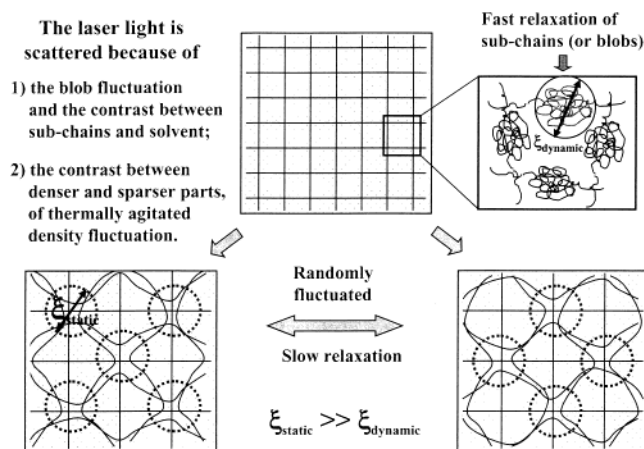 The laser light is
scattered because of
1) the blob fluctuation
and the contrast between
sub-chains and solvent;
2) the contrast between
denser and sparser parts,
of thermally agitated
density fluctuation.
Fast relaxation of
sub-chains (or blobs)
ξdynamic
ξstatic
Randomly
fluctuated
Slow relaxation
ξstatic >> ξdynamic